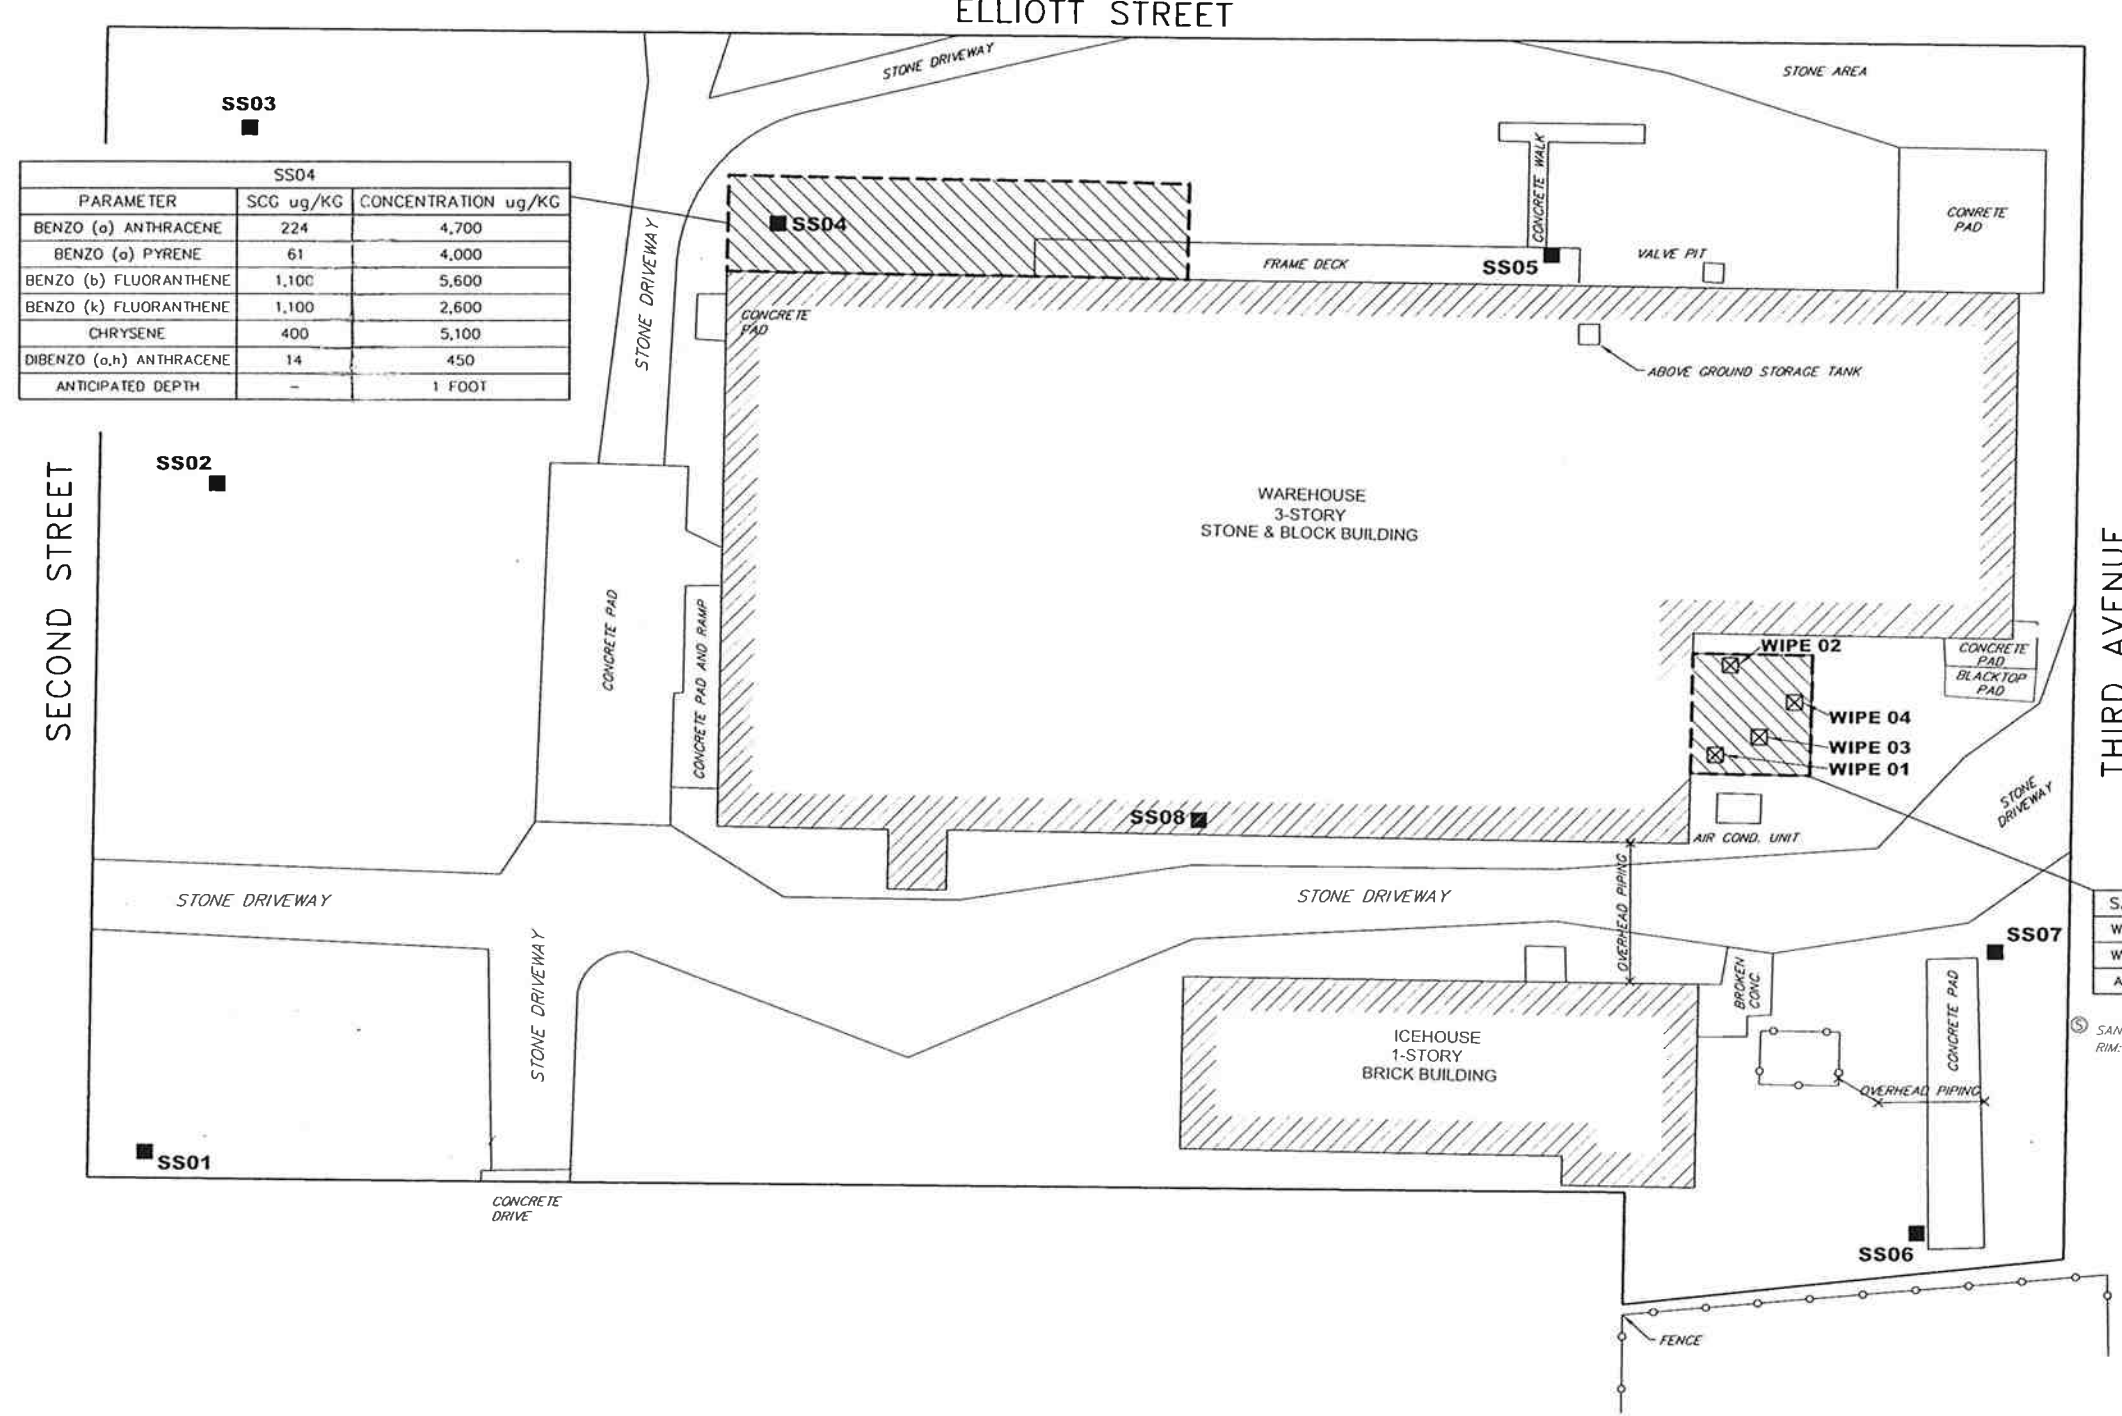 ELLIOTT STREET
STONE DRIVEWAY
STONE AREA
SS03
SS04
PARAMETER SCG ug/KG CONCENTRATION ug/KG
BENZO (a) ANTHRACENE 224 4,700
BENZO (a) PYRENE 61 4,000
BENZO (b) FLUORANTHENE 1,100 5,600
BENZO (k) FLUORANTHENE 1,100 2,600
CHRYSENE 400 5,100
DIBENZO (a,h) ANTHRACENE 14 450
ANTICIPATED DEPTH - 1 FOOT
STONE DRIVEWAY
SS04
CONCRETE WALK
FRAME DECK
SS05
VALVE PIT
CONRETE
PAD
CONCRETE
PAD
ABOVE GROUND STORAGE TANK
SECOND STREET
SS02
WAREHOUSE
3-STORY
STONE & BLOCK BUILDING
THIRD AVENUE
CONCRETE PAD
CONCRETE PAD AND RAMP
WIPE 02
WIPE 04
WIPE 03
WIPE 01
CONCRETE
PAD
BLACKTOP
PAD
STONE
DRIVEWAY
SS08
AIR COND. UNIT
STONE DRIVEWAY
STONE DRIVEWAY
OVERHEAD PIPING
STONE DRIVEWAY
BROKEN
CONC.
SS07
S
W
W
A
CONCRETE PAD
S SAN
RIM:
ICEHOUSE
1-STORY
BRICK BUILDING
OVERHEAD PIPING
SS01
CONCRETE
DRIVE
SS06
FENCE